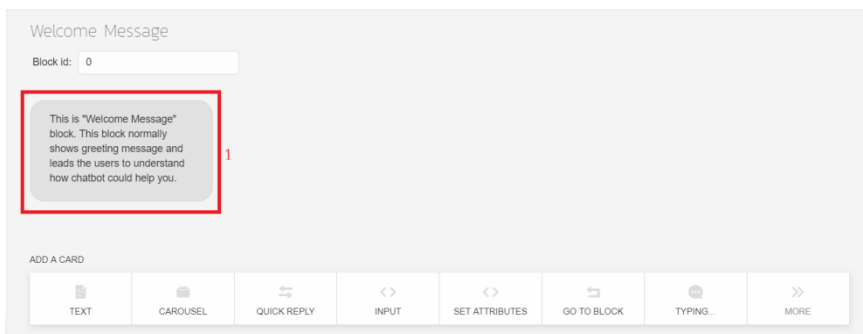 Welcome Message
Block id: 0
This is "Welcome Message"
block. This block normally
shows greeting message and
leads the users to understand
how chatbot could help you.
1
ADD A CARD
TEXT CAROUSEL QUICK REPLY INPUT SET ATTRIBUTES GO TO BLOCK TYPING... MORE